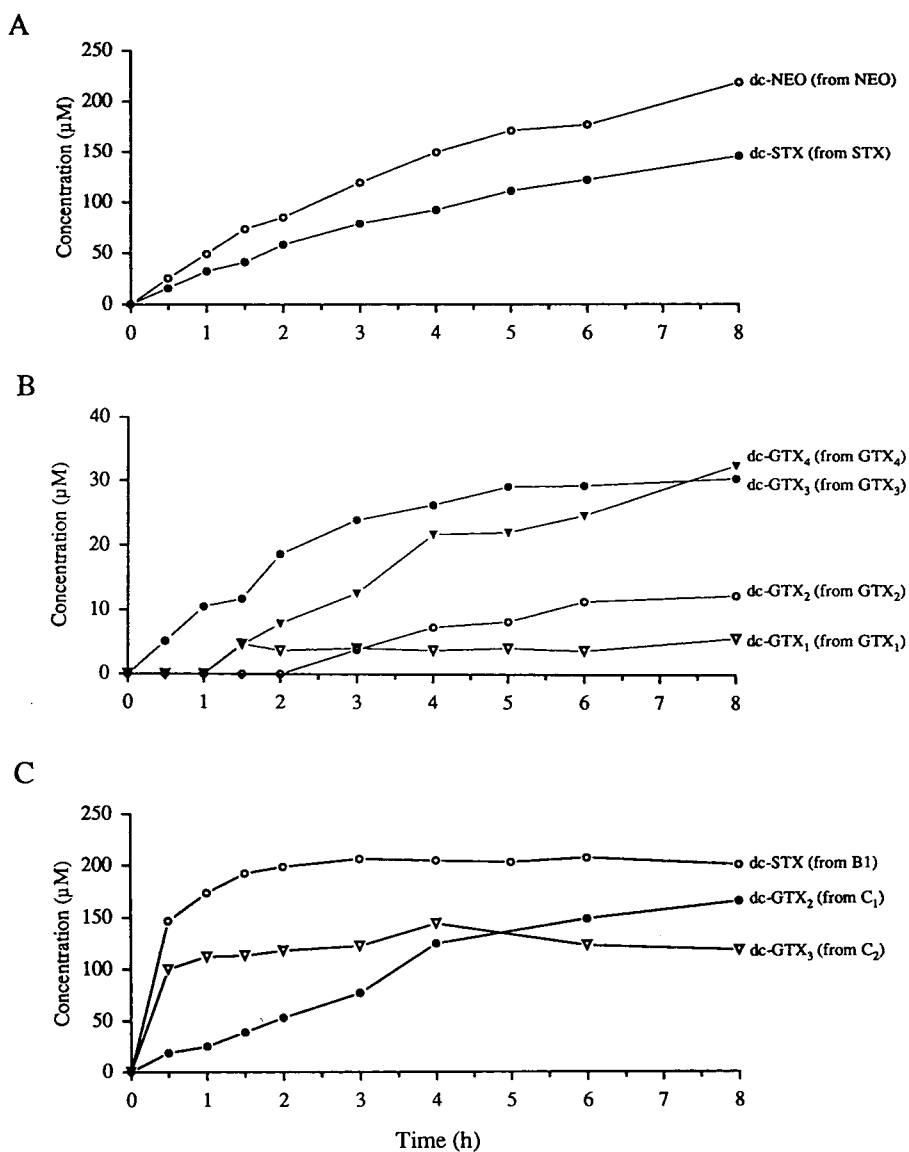 A
250
200
150
100
50
0
Concentration (µM)
dc-NEO (from NEO)
dc-STX (from STX)
0 1 2 3 4 5 6 7 8
B
40
30
20
10
0
Concentration (µM)
dc-GTX₄ (from GTX₄)
dc-GTX₃ (from GTX₃)
dc-GTX₂ (from GTX₂)
dc-GTX₁ (from GTX₁)
0 1 2 3 4 5 6 7 8
C
250
200
150
100
50
0
Concentration (µM)
dc-STX (from B1)
dc-GTX₂ (from C₁)
dc-GTX₃ (from C₂)
0 1 2 3 4 5 6 7 8
Time (h)